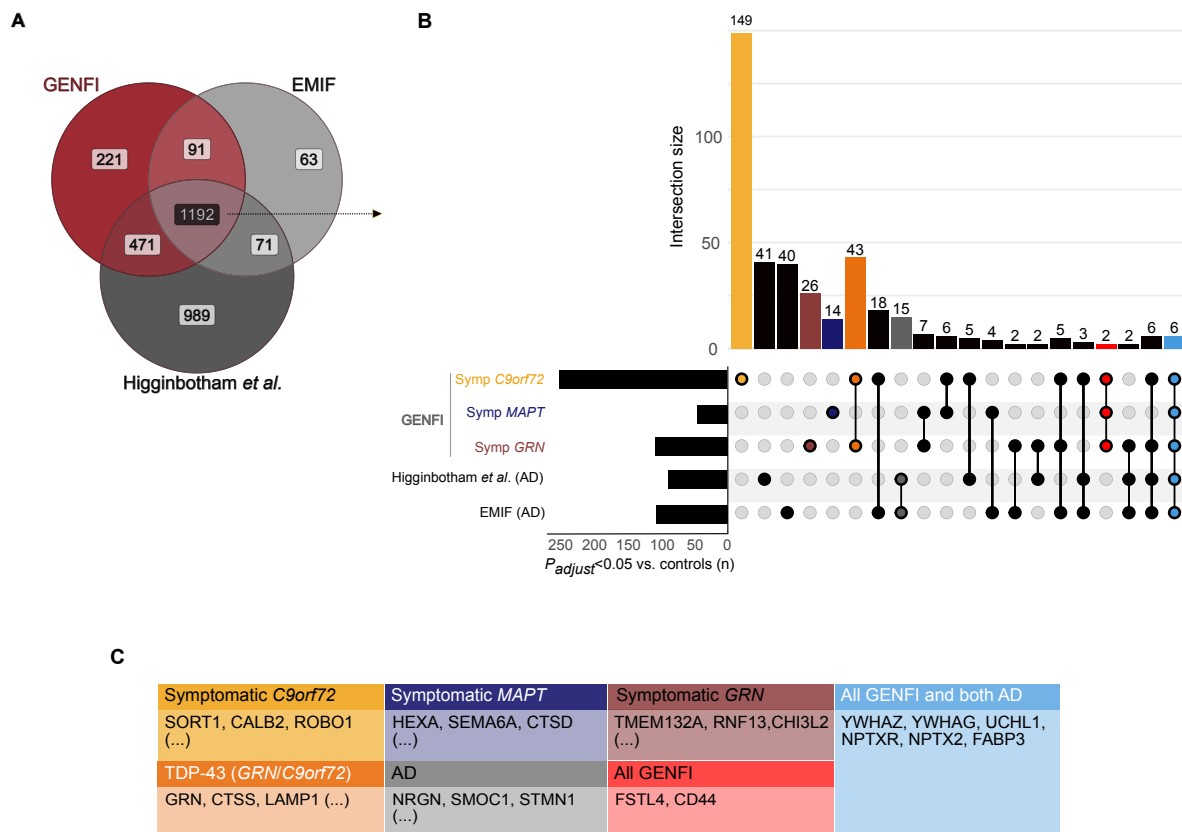 A
GENFI
EMIF
221
91
63
1192
471
71
989
Higginbotham et al.
B
149
Intersection size
100
50
0
41
40
26
14
43
18
15
7
6
5
4
2
2
5
3
2
2
6
6
GENFI
Symp C9orf72
Symp MAPT
Symp GRN
Higginbotham et al. (AD)
EMIF (AD)
250 200 150 100 50 0
Padjust<0.05 vs. controls (n)
C
Symptomatic C9orf72
SORT1, CALB2, ROBO1
(...)
TDP-43 (GRN/C9orf72)
GRN, CTSS, LAMP1 (...)
Symptomatic MAPT
HEXA, SEMA6A, CTSD
(...)
AD
NRGN, SMOC1, STMN1
(...)
Symptomatic GRN
TMEM132A, RNF13,CHI3L2
(...)
All GENFI
FSTL4, CD44
All GENFI and both AD
YWHAZ, YWHAG, UCHL1,
NPTXR, NPTX2, FABP3